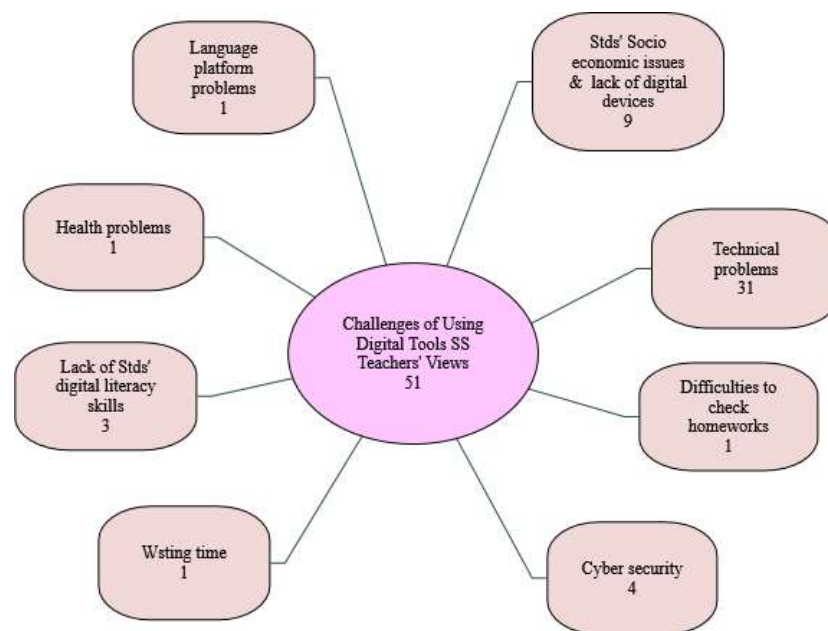 Language
platform
problems
1
Stds' Socio
economic issues
& lack of digital
devices
9
Health problems
1
Technical
problems
31
Challenges of Using
Digital Tools SS
Teachers' Views
51
Lack of Stds'
digital literacy
skills
3
Difficulties to
check
homeworks
1
Wsting time
1
Cyber security
4